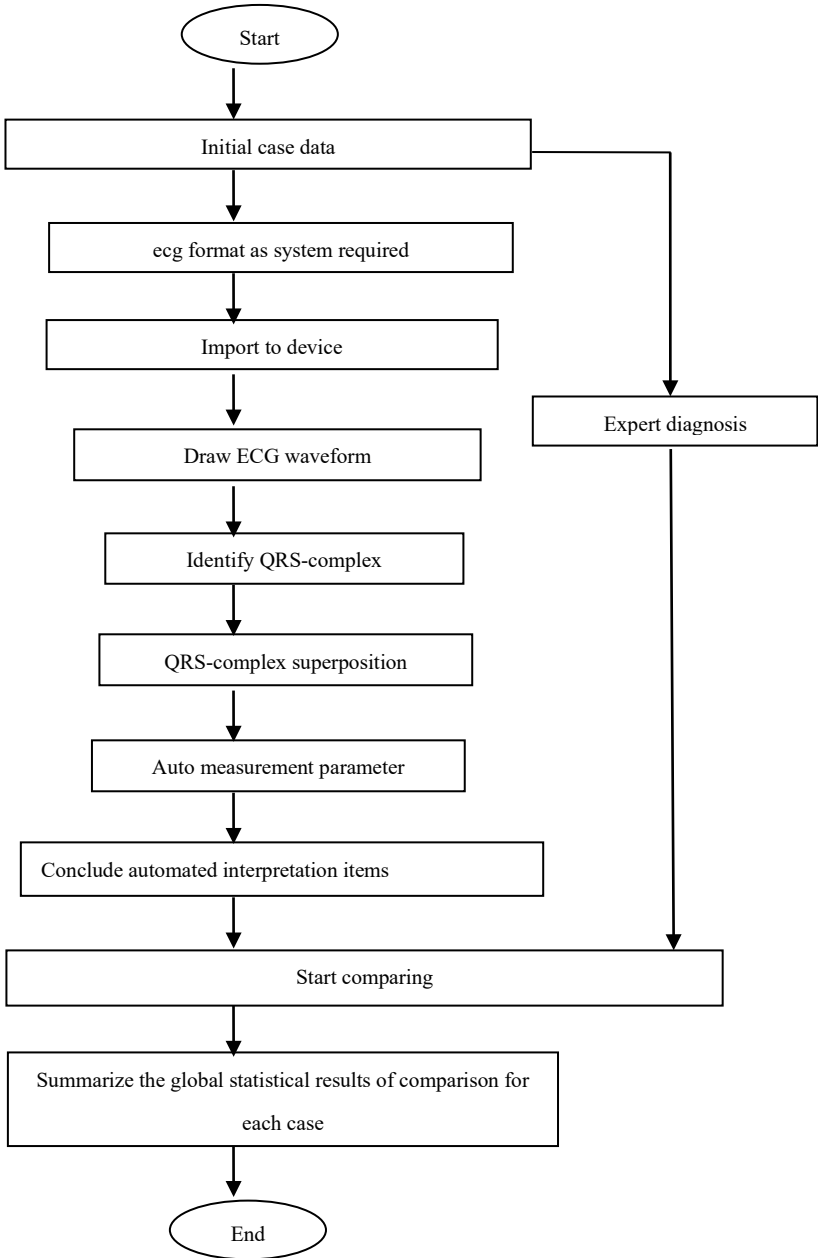 Start
Initial case data
ecg format as system required
Import to device
Expert diagnosis
Draw ECG waveform
Identify QRS-complex
QRS-complex superposition
Auto measurement parameter
Conclude automated interpretation items
Start comparing
Summarize the global statistical results of comparison for
each case
End